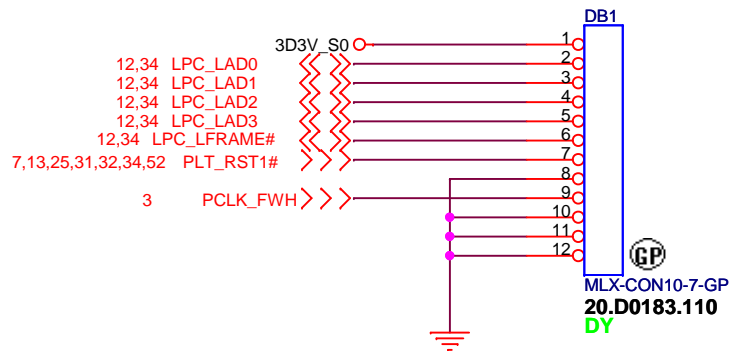 DB1
3D3V_S0 1
12,34 LPC_LAD0 2
12,34 LPC_LAD1 3
12,34 LPC_LAD2 4
12,34 LPC_LAD3 5
12,34 LPC_LFRAME# 6
7,13,25,31,32,34,52 PLT_RST1# 7
8
3 PCLK_FWH 9
10
11
12
GP
MLX-CON10-7-GP
20.D0183.110
DY